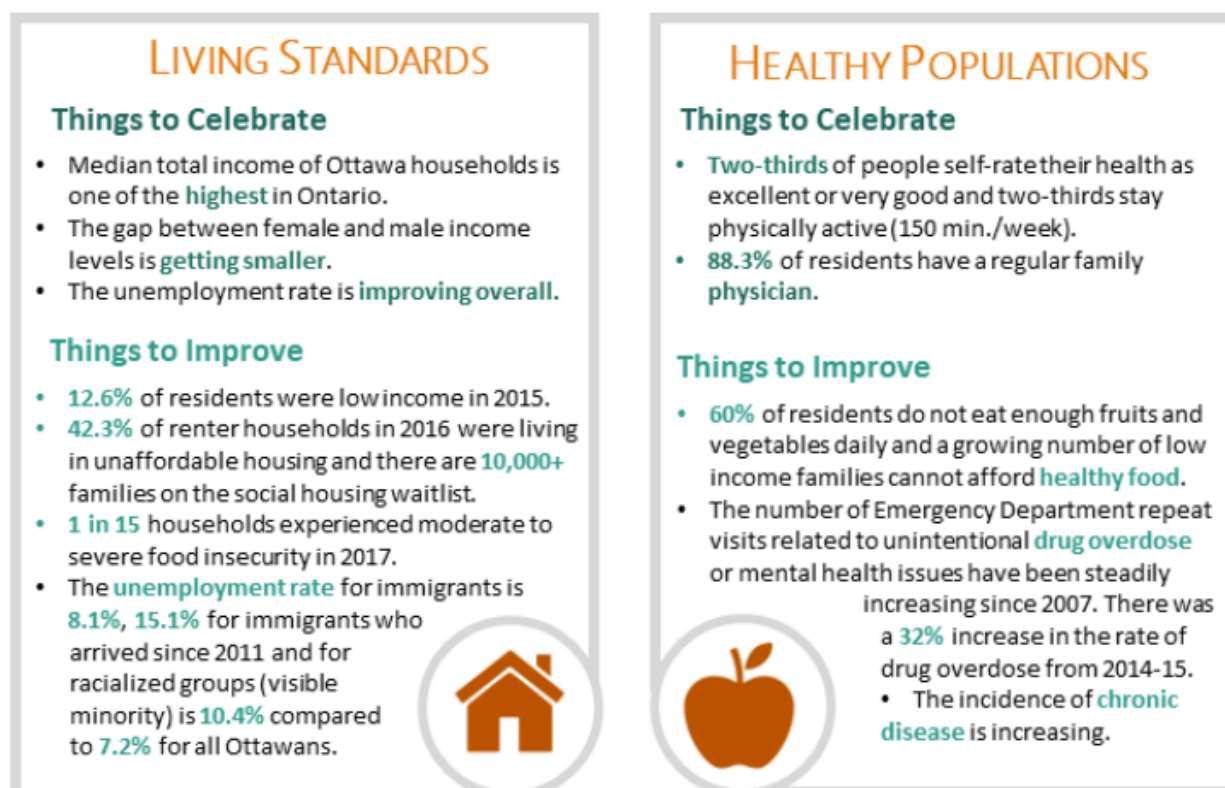 LIVING STANDARDS
Things to Celebrate
• Median total income of Ottawa households is
one of the highest in Ontario.
• The gap between female and male income
levels is getting smaller.
• The unemployment rate is improving overall.
Things to Improve
• 12.6% of residents were low income in 2015.
• 42.3% of renter households in 2016 were living
in unaffordable housing and there are 10,000+
families on the social housing waitlist.
• 1 in 15 households experienced moderate to
severe food insecurity in 2017.
• The unemployment rate for immigrants is
8.1%, 15.1% for immigrants who
arrived since 2011 and for
racialized groups (visible
minority) is 10.4% compared
to 7.2% for all Ottawans.
HEALTHY POPULATIONS
Things to Celebrate
• Two-thirds of people self-rate their health as
excellent or very good and two-thirds stay
physically active (150 min./week).
• 88.3% of residents have a regular family
physician.
Things to Improve
• 60% of residents do not eat enough fruits and
vegetables daily and a growing number of low
income families cannot afford healthy food.
• The number of Emergency Department repeat
visits related to unintentional drug overdose
or mental health issues have been steadily
increasing since 2007. There was
a 32% increase in the rate of
drug overdose from 2014-15.
• The incidence of chronic
disease is increasing.